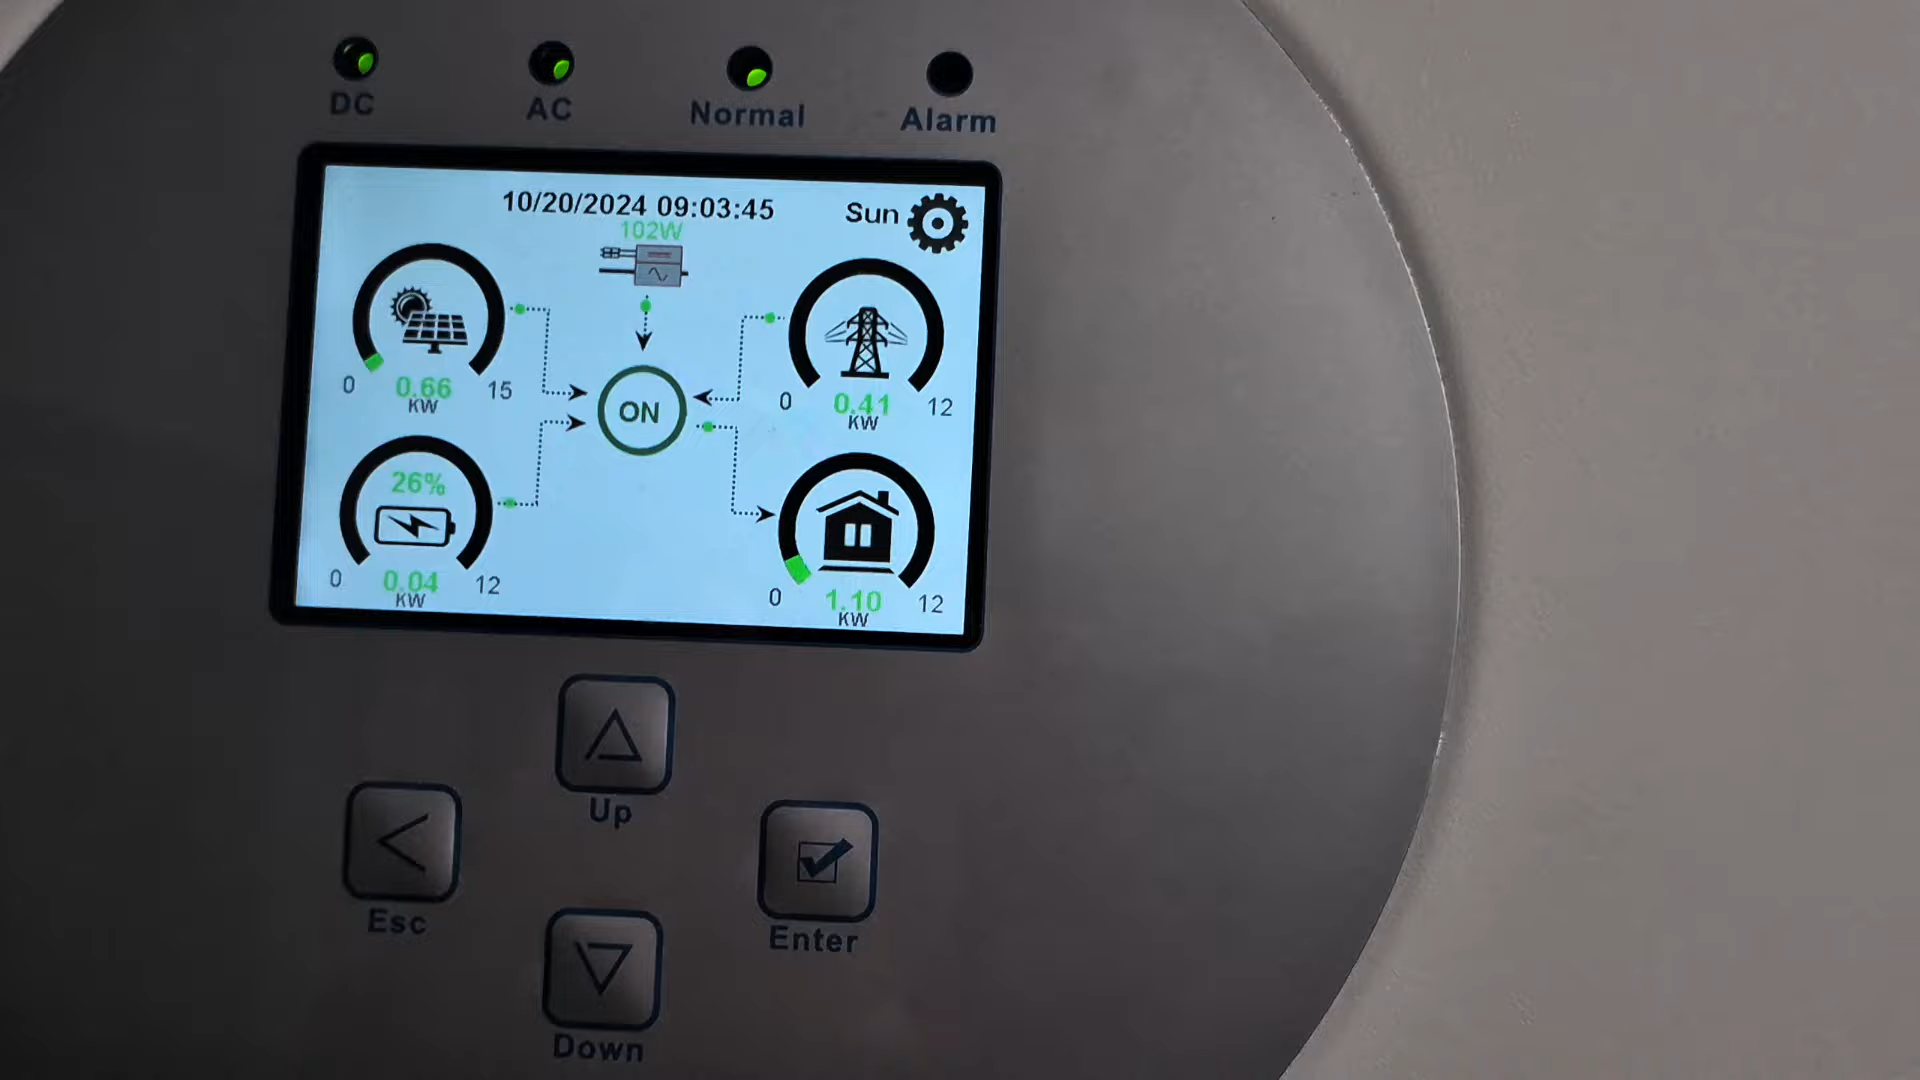 DC AC Normal Alarm
10/20/2024 09:03:45 Sun
102W
0 0.66 15
KW
0 0.41 12
KW
ON
26%
0 0.04 12
KW
0 1.10 12
KW
Up
Esc
Enter
Down